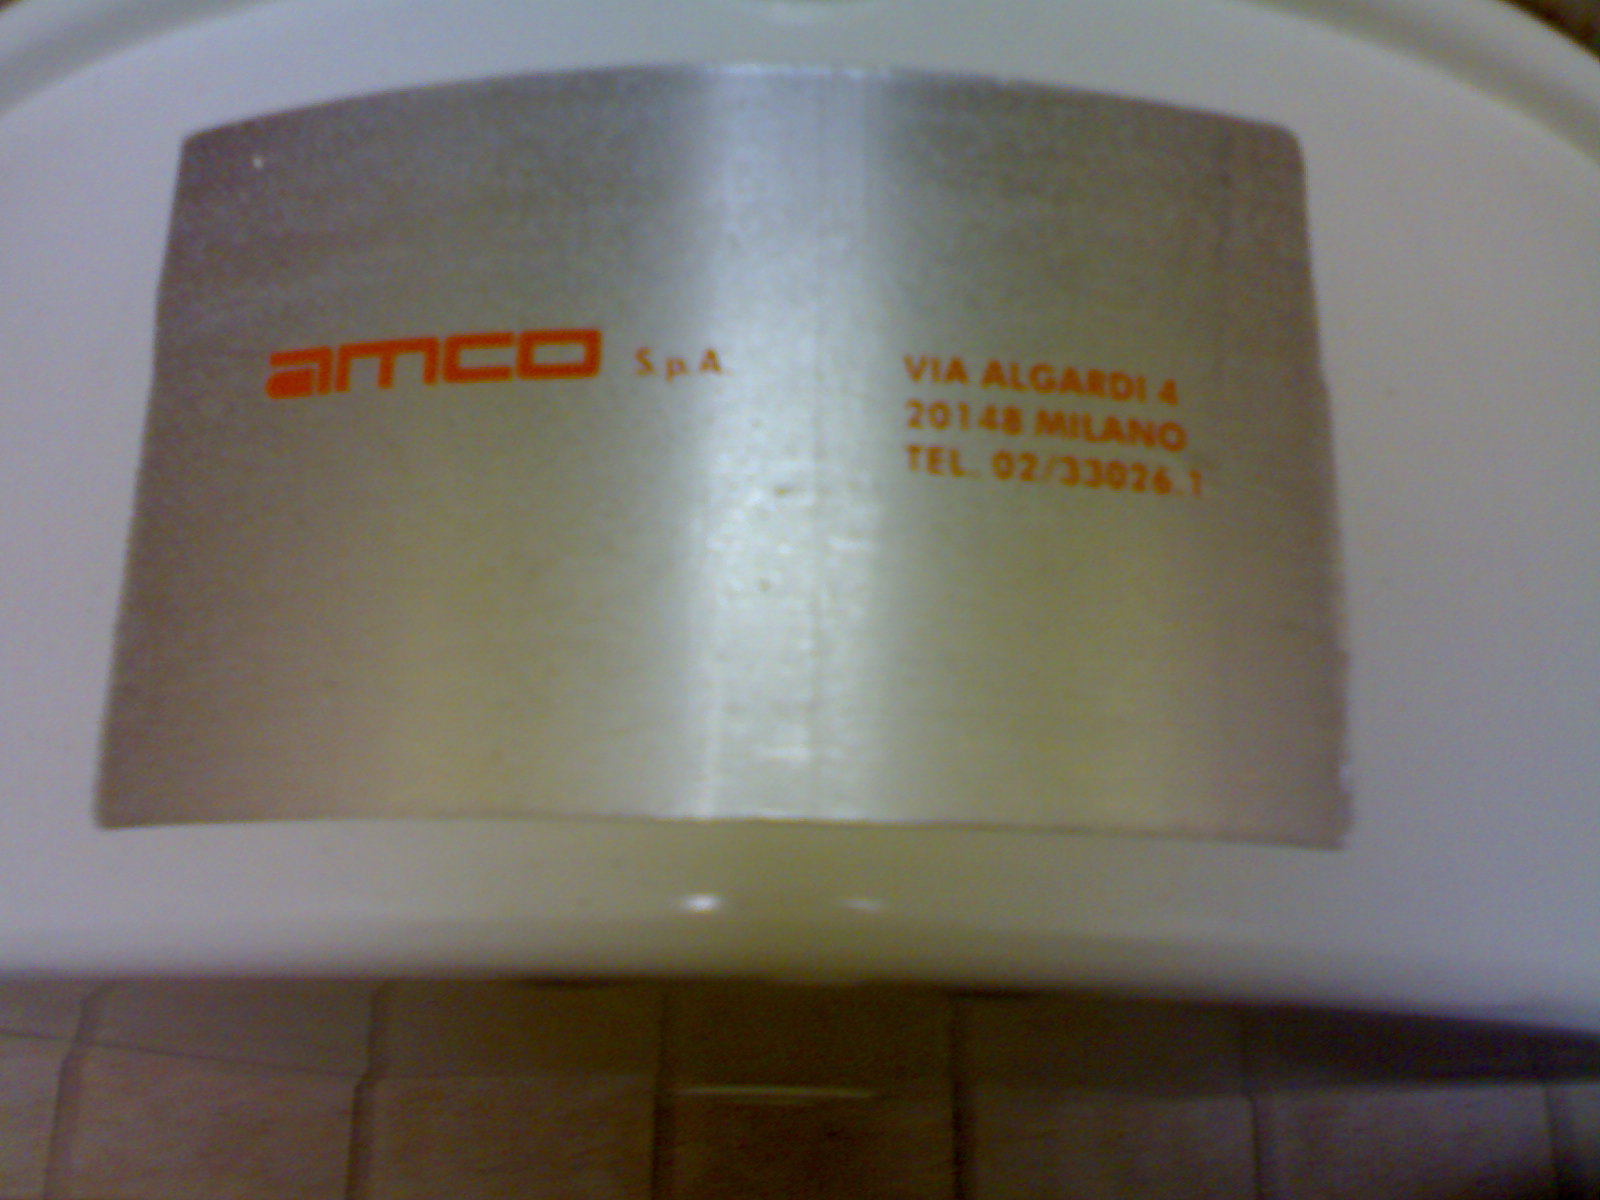 amco S.p.A.
VIA ALGARDI 4
20148 MILANO
TEL. 02/33026.1